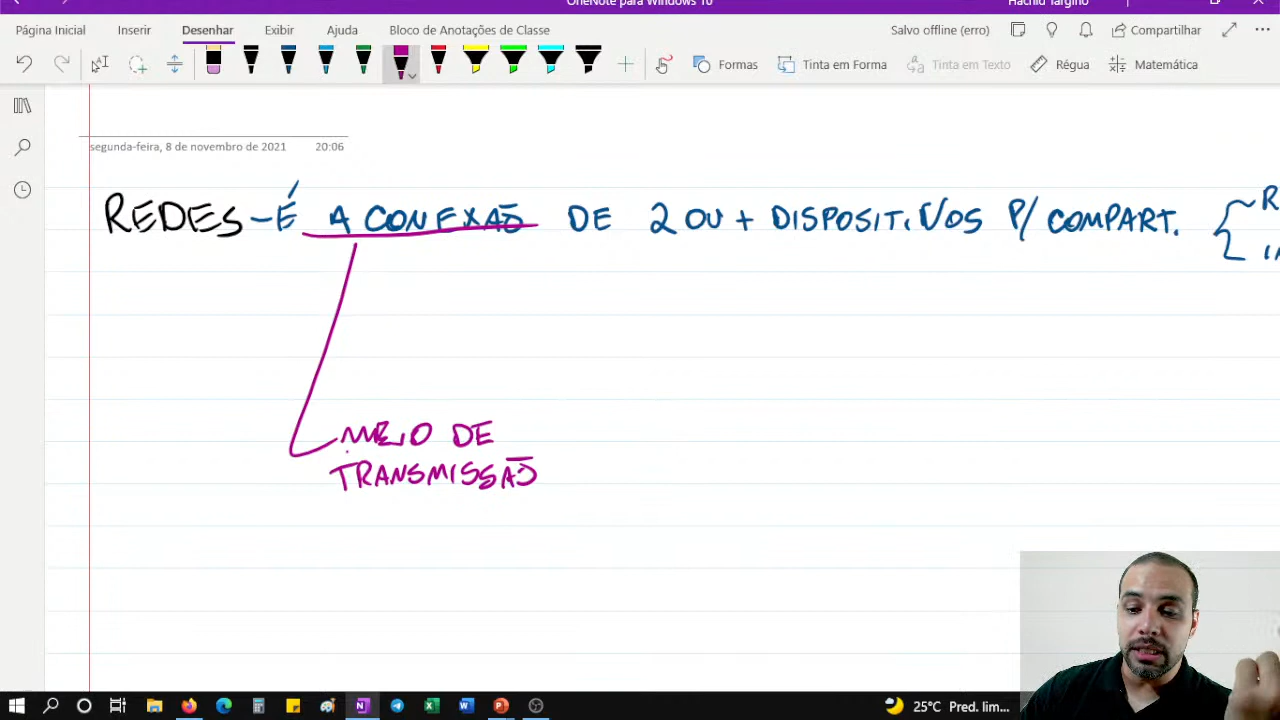 OneNote para Windows 10
Hachid Targino
Página Inicial Inserir Desenhar Exibir Ajuda Bloco de Anotações de Classe Salvo offline (erro) Compartilhar
Formas Tinta em Forma Tinta em Texto Régua Matemática
segunda-feira, 8 de novembro de 2021 20:06
REDES - É A CONEXÃO DE 2 OU + DISPOSITIVOS P/ COMPART.
MEIO DE
TRANSMISSÃO
25°C Pred. lim...